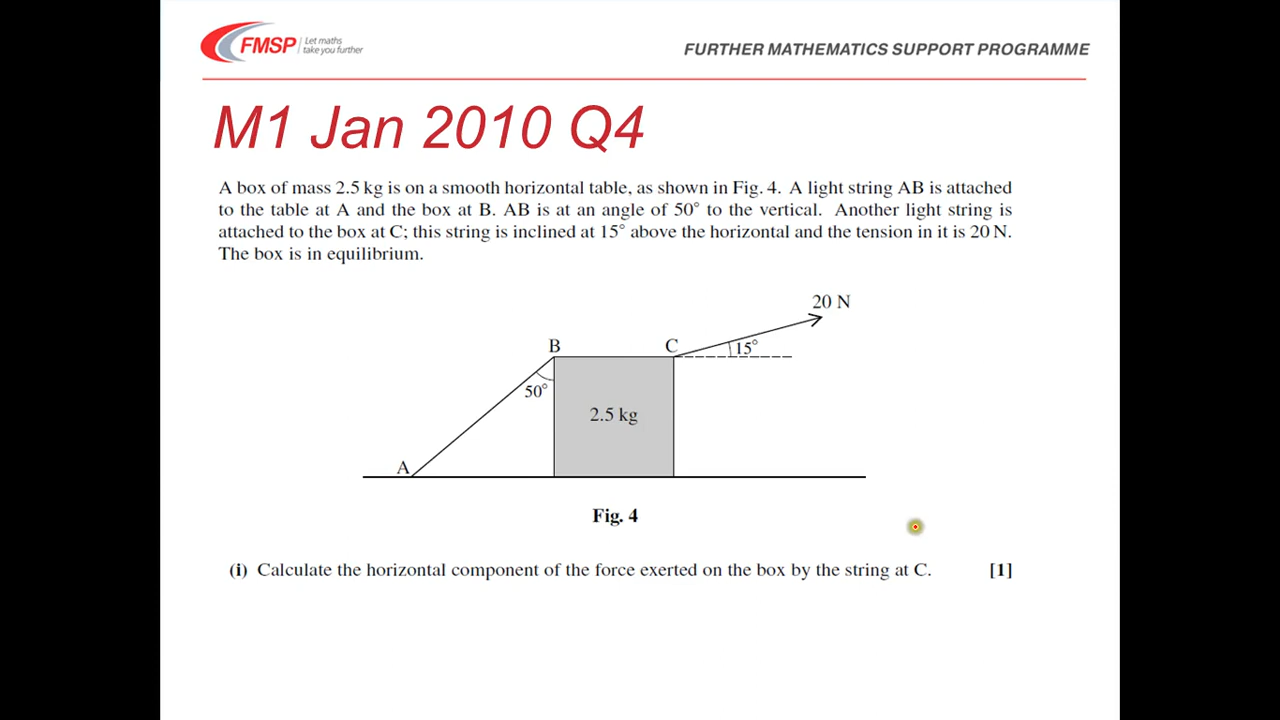 FMSP
Let maths
take you further
FURTHER MATHEMATICS SUPPORT PROGRAMME
M1 Jan 2010 Q4
A box of mass 2.5 kg is on a smooth horizontal table, as shown in Fig. 4. A light string AB is attached
to the table at A and the box at B. AB is at an angle of 50° to the vertical. Another light string is
attached to the box at C; this string is inclined at 15° above the horizontal and the tension in it is 20 N.
The box is in equilibrium.
20 N
B
C
15°
50°
2.5 kg
A
Fig. 4
(i) Calculate the horizontal component of the force exerted on the box by the string at C. [1]